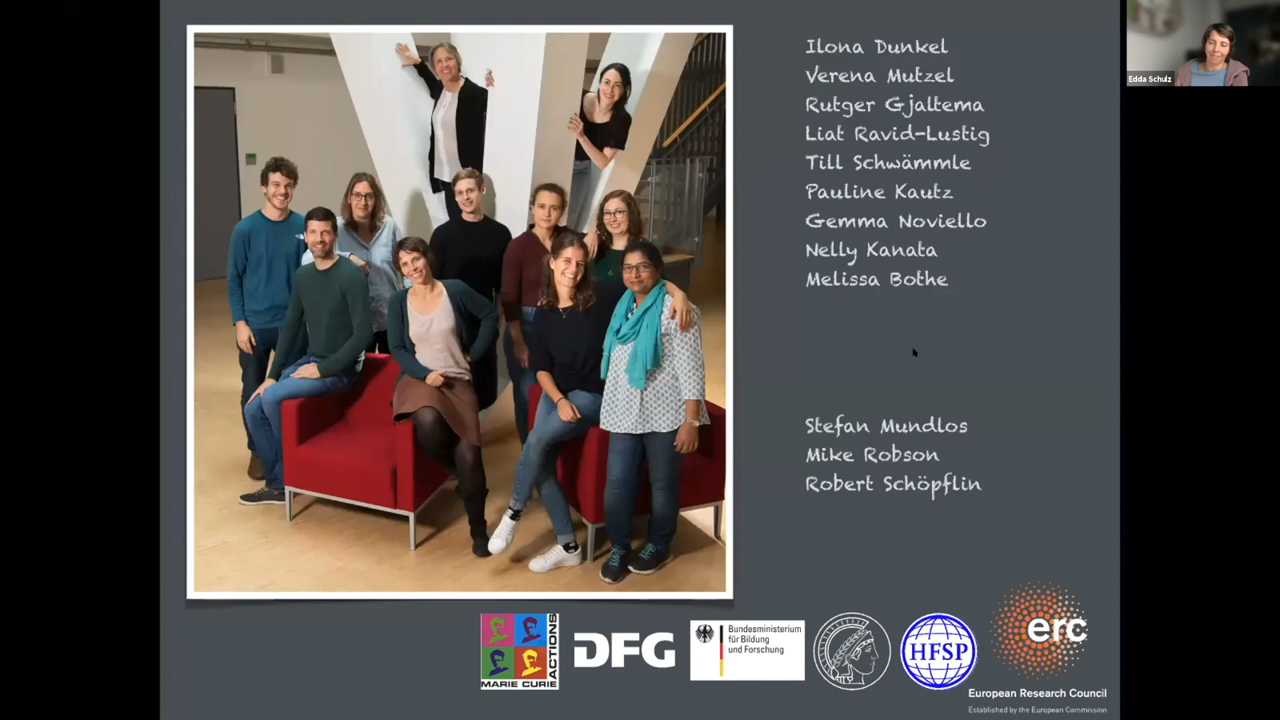 Ilona Dunkel
Verena Mutzel
Rutger Gjaltema
Liat Ravid-Lustig
Till Schwämmle
Pauline Kautz
Gemma Noviello
Nelly Kanata
Melissa Bothe
Stefan Mundlos
Mike Robson
Robert Schöpflin
Edda Schulz
MARIE CURIE
ACTIONS
DFG
Bundesministerium
für Bildung
und Forschung
HFSP
erc
European Research Council
Established by the European Commission